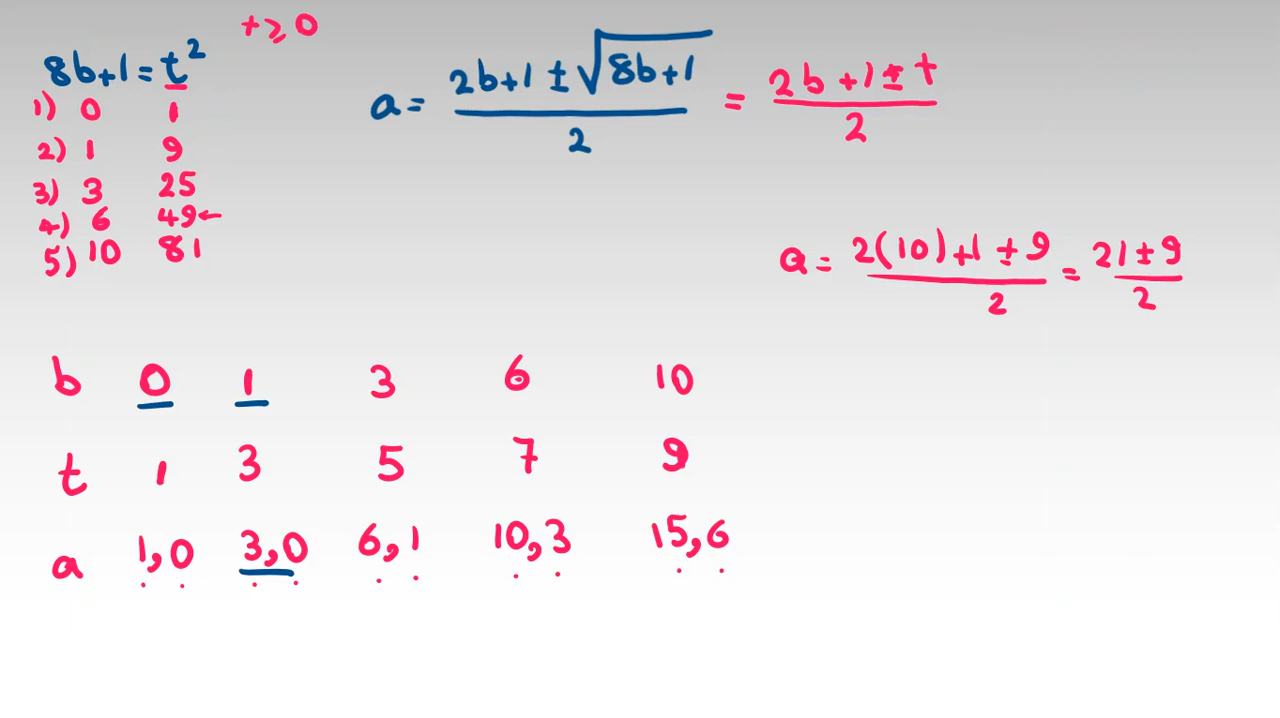 8b+1=t² t≥0
1) 0 1
2) 1 9
3) 3 25
4) 6 49←
5) 10 81
a= (2b+1±√(8b+1))/2 = (2b+1±t)/2
a= (2(10)+1±9)/2 = (21±9)/2
b 0 1 3 6 10
t 1 3 5 7 9
a 1,0 3,0 6,1 10,3 15,6